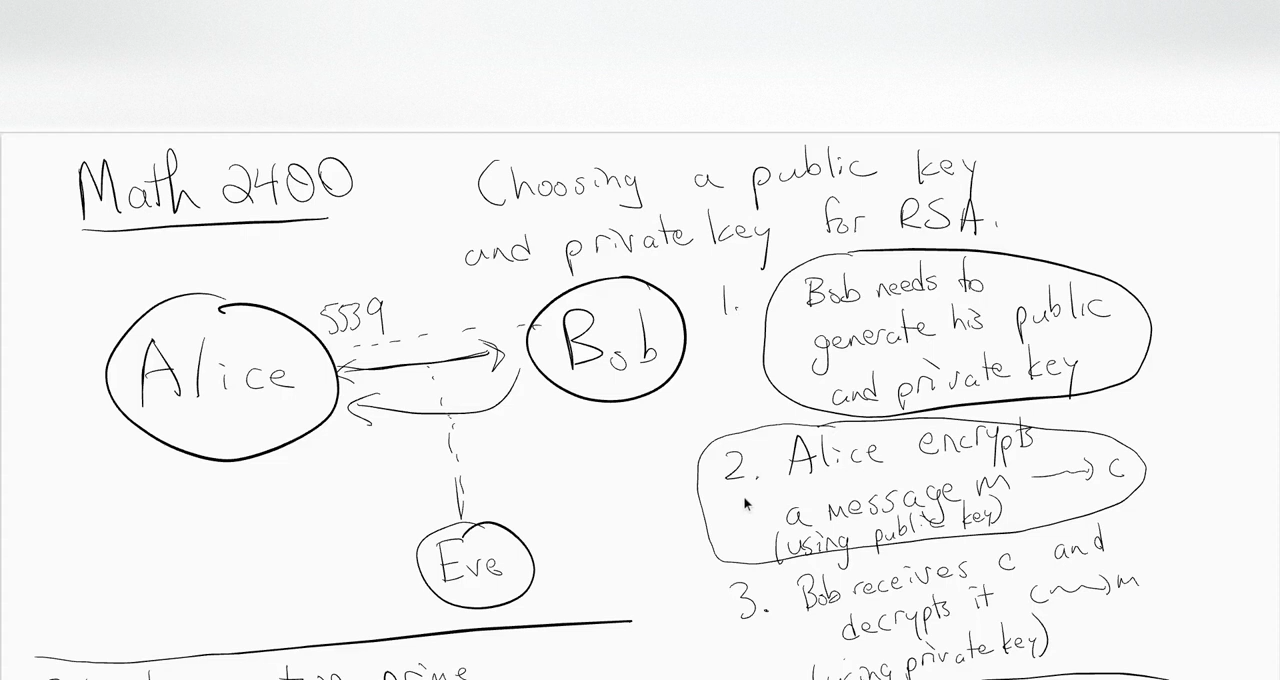 Math 2400
Choosing a public key
and private key for RSA.
5539
Alice
Bob
Eve
1. Bob needs to
generate his public
and private key
2. Alice encrypts
a message m → c
(using public key)
3. Bob receives c and
decrypts it c → m
(using private key)
prime